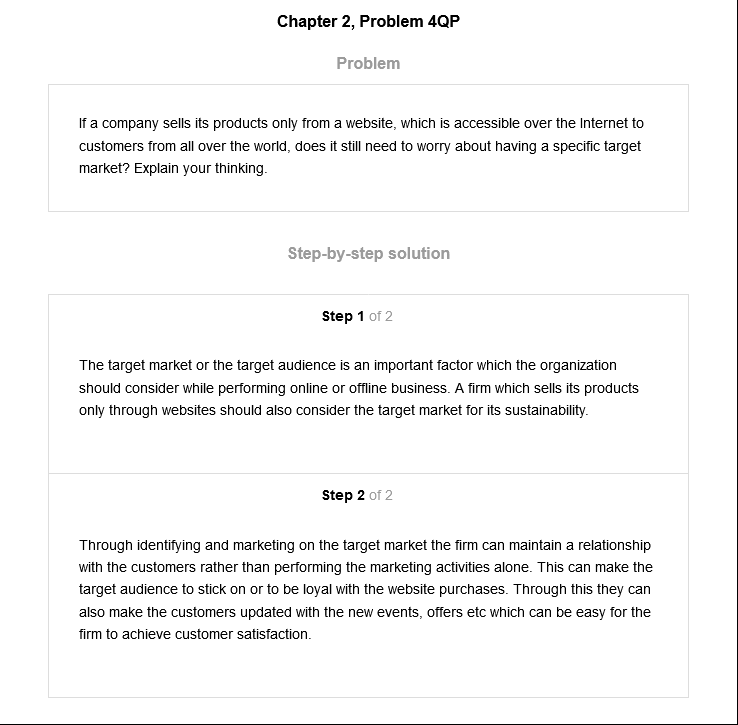 Chapter 2, Problem 4QP
Problem
If a company sells its products only from a website, which is accessible over the Internet to
customers from all over the world, does it still need to worry about having a specific target
market? Explain your thinking.
Step-by-step solution
Step 1 of 2
The target market or the target audience is an important factor which the organization
should consider while performing online or offline business. A firm which sells its products
only through websites should also consider the target market for its sustainability.
Step 2 of 2
Through identifying and marketing on the target market the firm can maintain a relationship
with the customers rather than performing the marketing activities alone. This can make the
target audience to stick on or to be loyal with the website purchases. Through this they can
also make the customers updated with the new events, offers etc which can be easy for the
firm to achieve customer satisfaction.